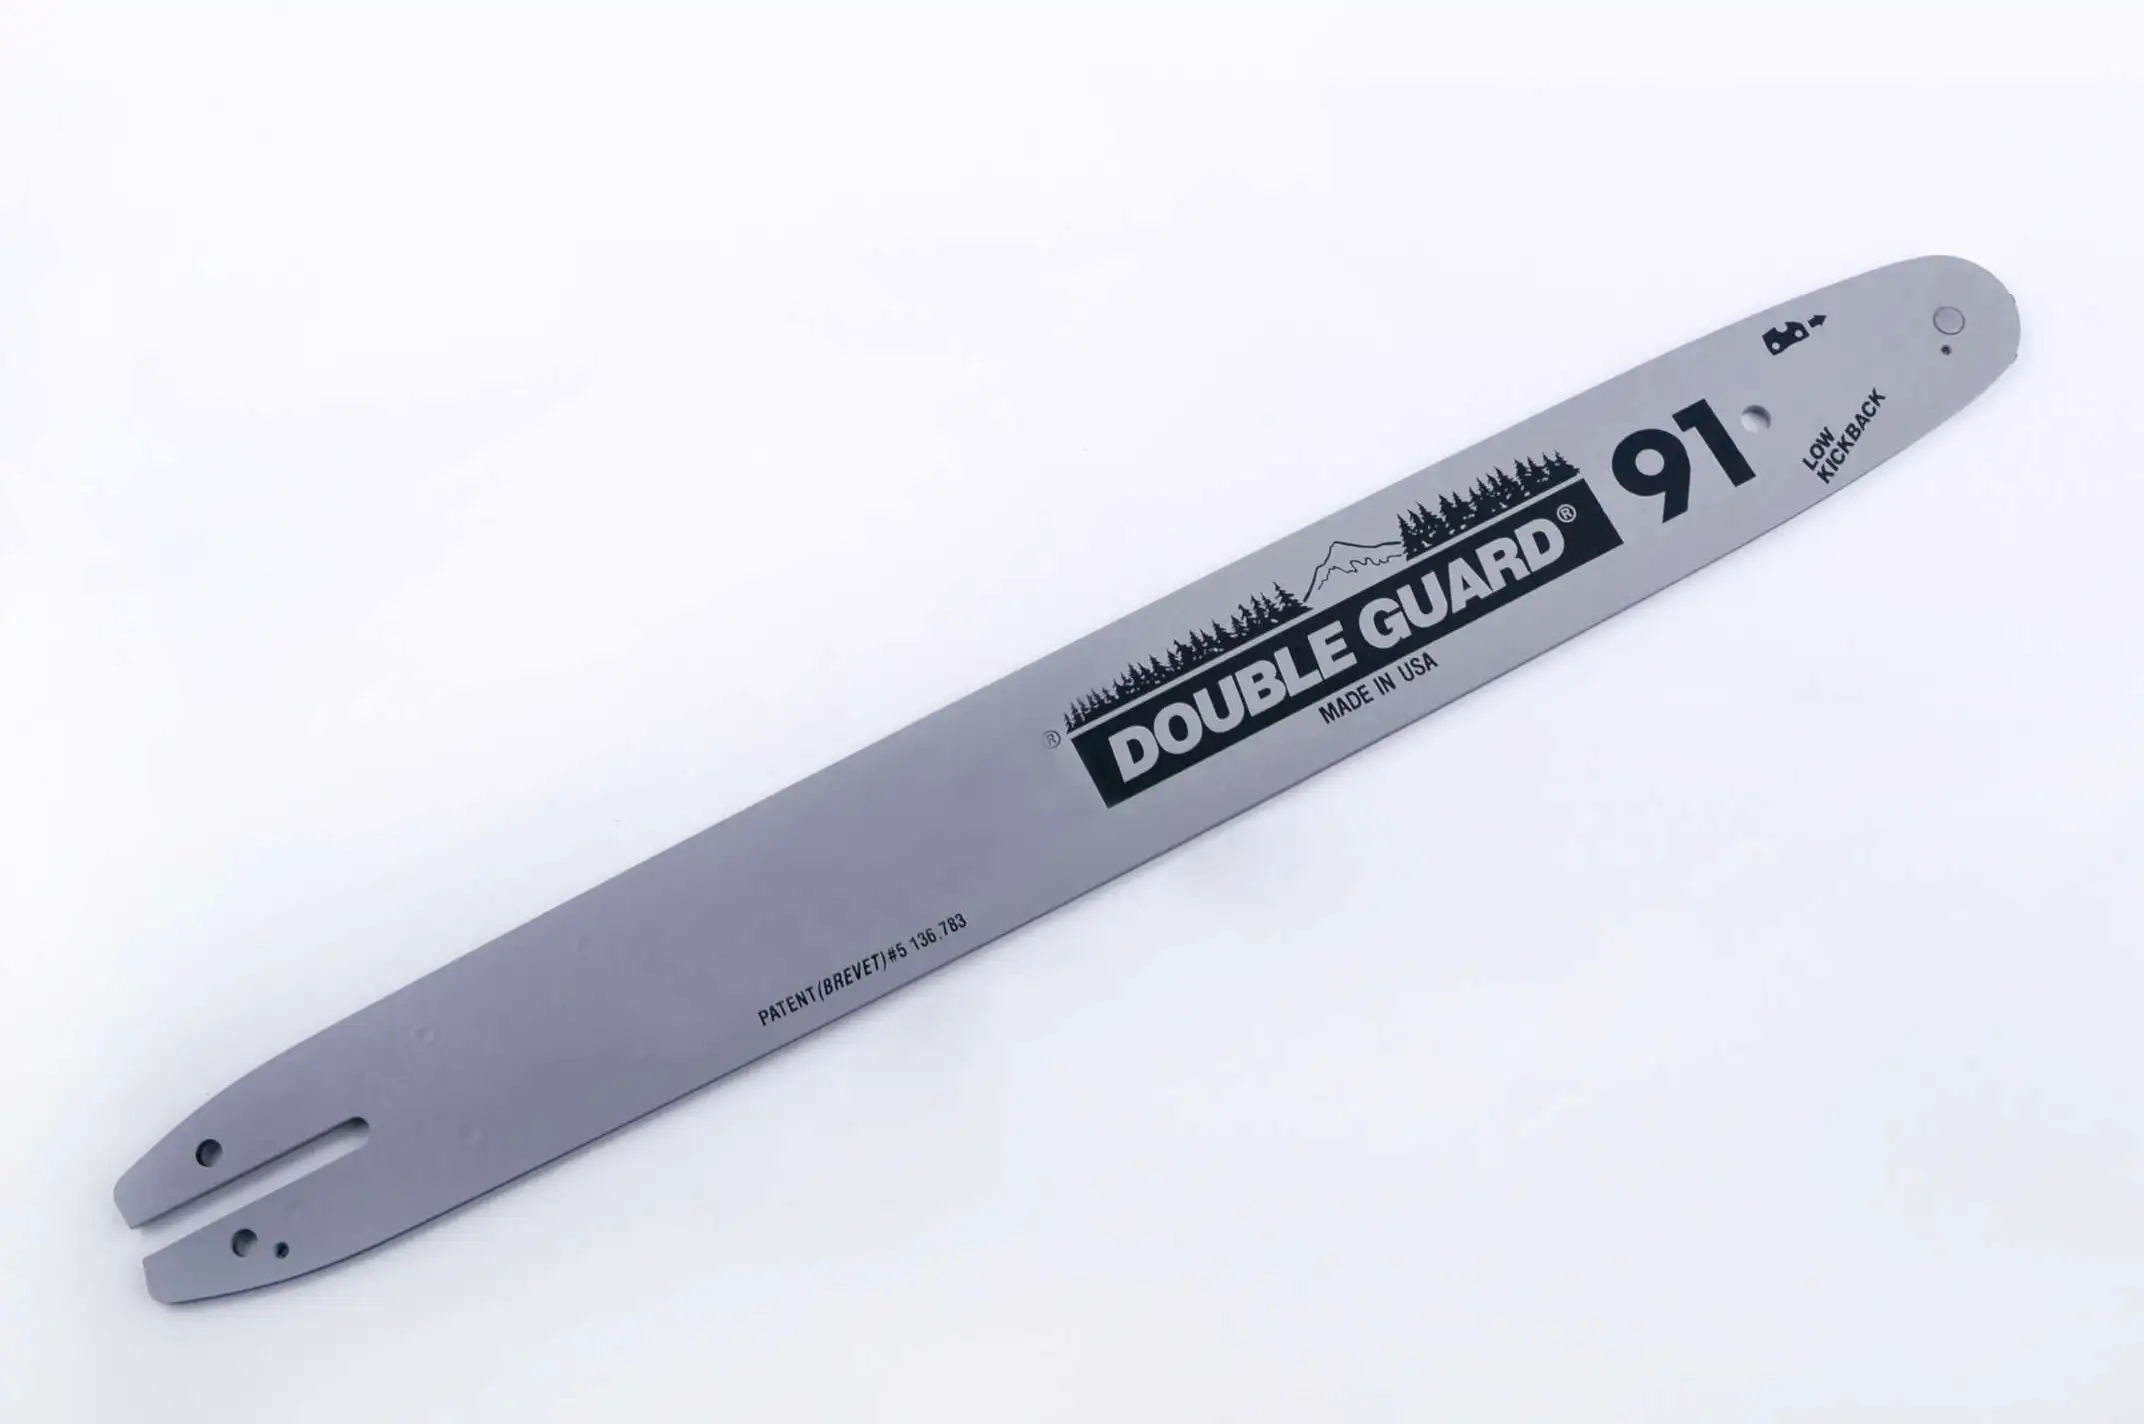 DOUBLE GUARD® 91
®
MADE IN USA
LOW
KICKBACK
PATENT (BREVET) #5 136.783